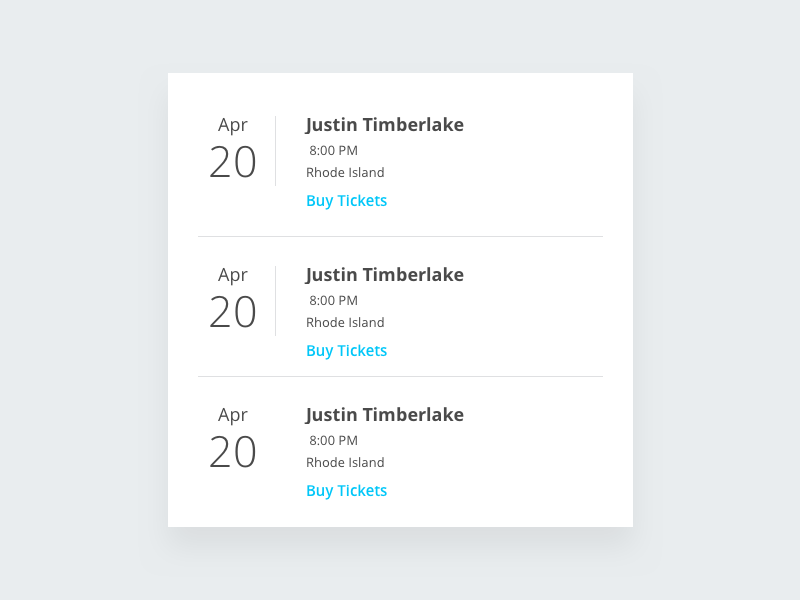 Apr
20
Justin Timberlake
8:00 PM
Rhode Island
Buy Tickets
Apr
20
Justin Timberlake
8:00 PM
Rhode Island
Buy Tickets
Apr
20
Justin Timberlake
8:00 PM
Rhode Island
Buy Tickets